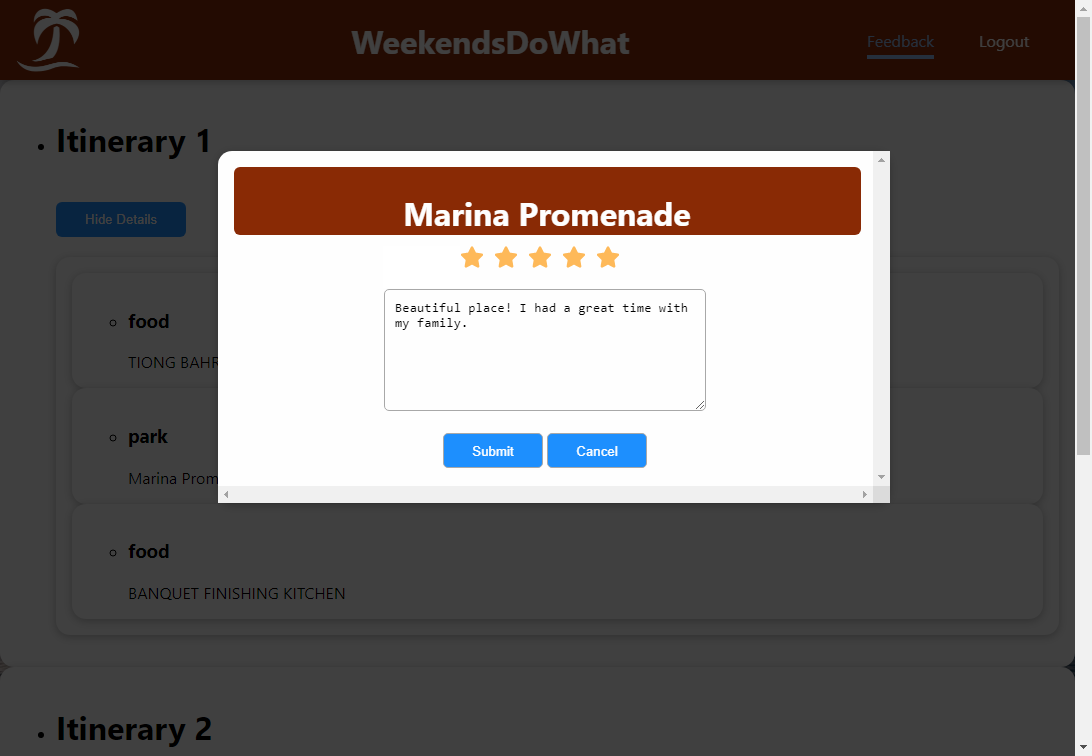 WeekendsDoWhat
Feedback
Logout
Itinerary 1
Hide Details
Marina Promenade
Beautiful place! I had a great time with
my family.
Submit
Cancel
food
TIONG BAHR
park
Marina Prom
food
BANQUET FINISHING KITCHEN
Itinerary 2